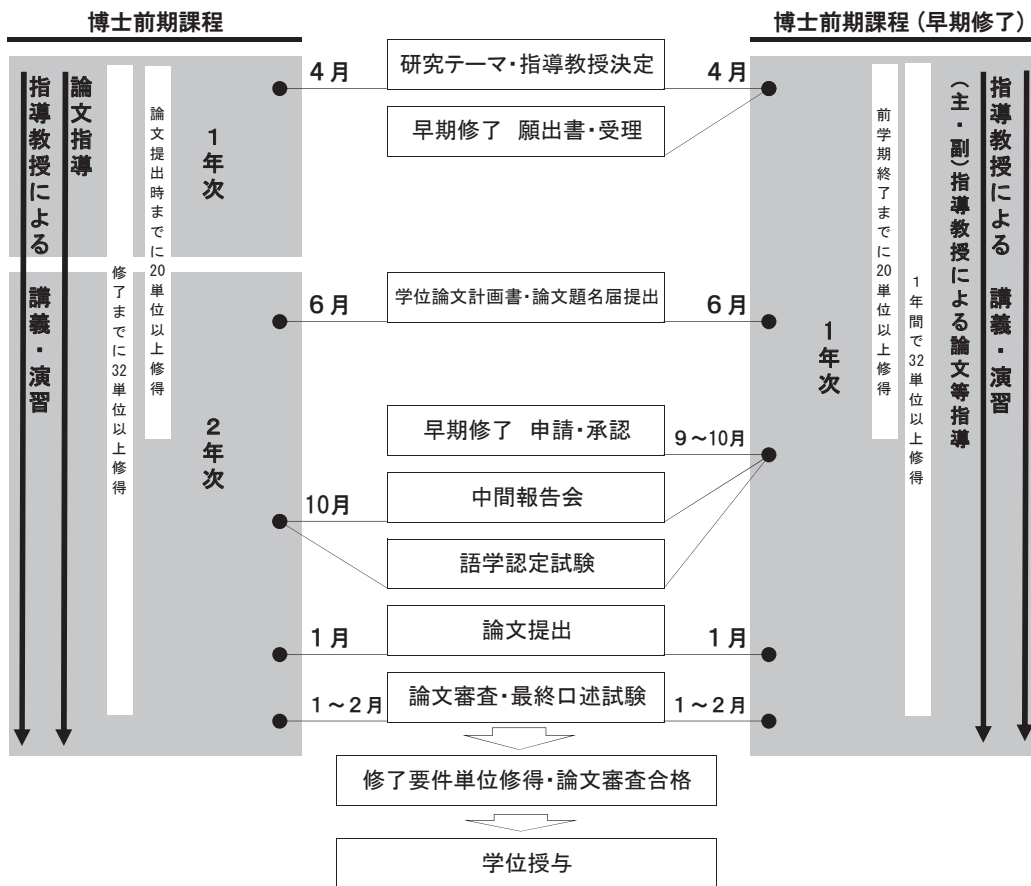 博士前期課程
博士前期課程(早期修了)
指導教授による 講義・演習
論文指導
修了までに32単位以上修得
論文提出時までに20単位以上修得
1年次
2年次
4月
研究テーマ・指導教授決定
4月
早期修了 願出書・受理
6月
学位論文計画書・論文題名届提出
6月
早期修了 申請・承認
9~10月
10月
中間報告会
語学認定試験
1月
論文提出
1月
1~2月
論文審査・最終口述試験
1~2月
修了要件単位修得・論文審査合格
学位授与
1年次
前学期終了までに20単位以上修得
1年間で32単位以上修得
(主・副)指導教授による論文等指導
指導教授による 講義・演習